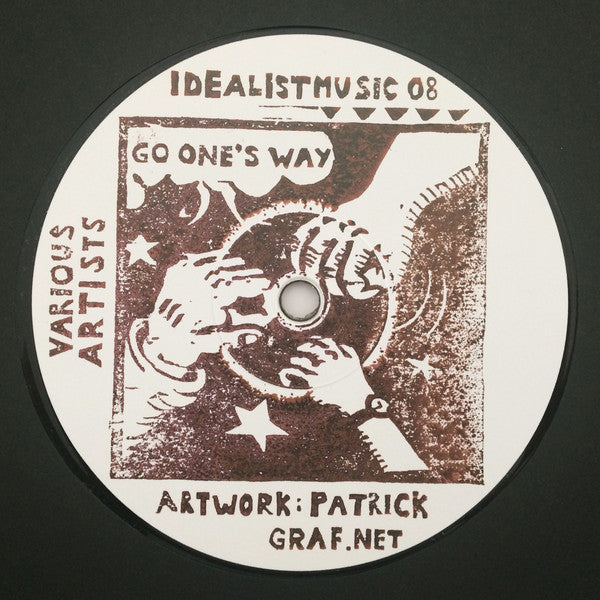 IDEALISTMUSIC 08
GO ONE'S WAY
VARIOUS
ARTISTS
ARTWORK: PATRICK
GRAF.NET